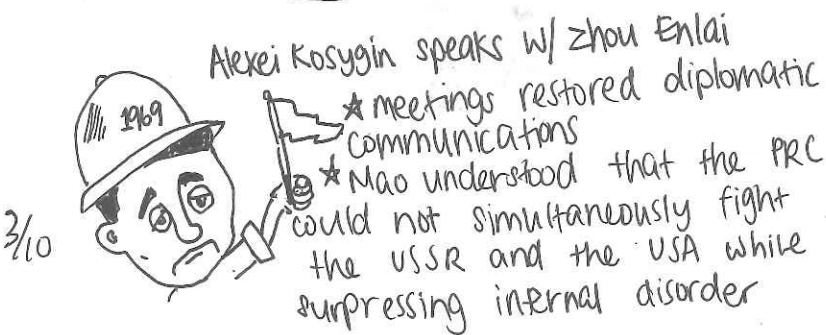 Alexei Kosygin speaks w/ Zhou Enlai
★ meetings restored diplomatic
communications
★ Mao understood that the PRC
could not simultaneously fight
the USSR and the USA while
surpressing internal disorder
1969
3/10